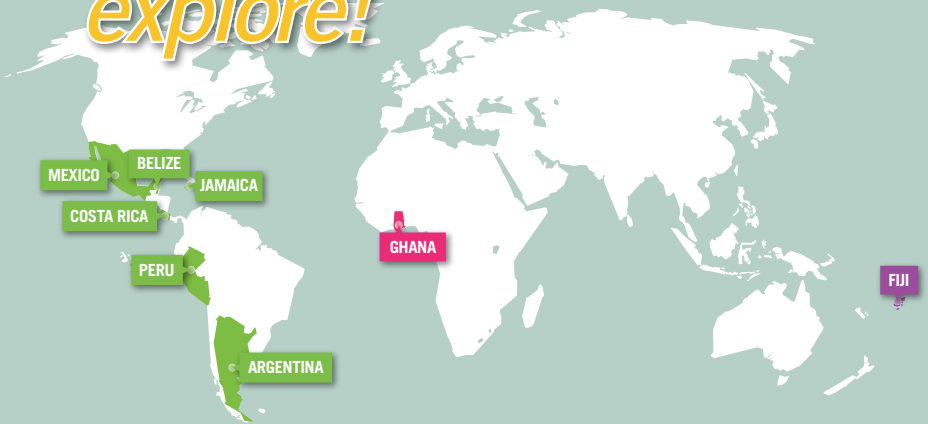 explore!
BELIZE
MEXICO
JAMAICA
COSTA RICA
GHANA
PERU
FIJI
ARGENTINA